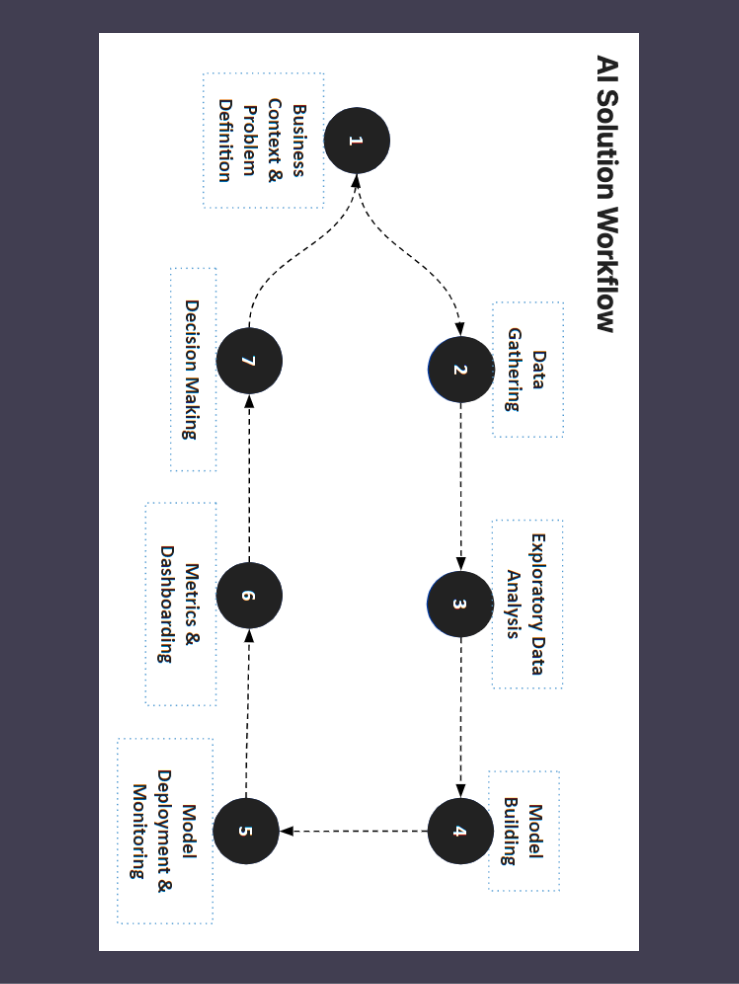 AI Solution Workflow
1
Business
Context &
Problem
Definition
2
Data
Gathering
3
Exploratory Data
Analysis
4
Model
Building
5
Model
Deployment &
Monitoring
6
Metrics &
Dashboarding
7
Decision Making